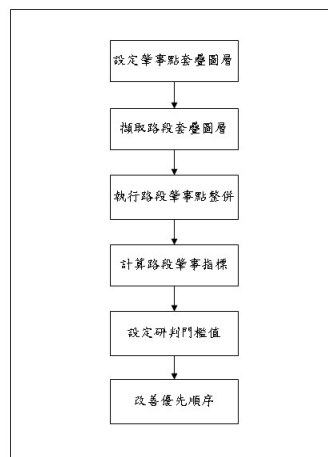 設定肇事點套疊圖層
擷取路段套疊圖層
執行路段肇事點整併
計算路段肇事指標
設定研判門檻值
改善優先順序